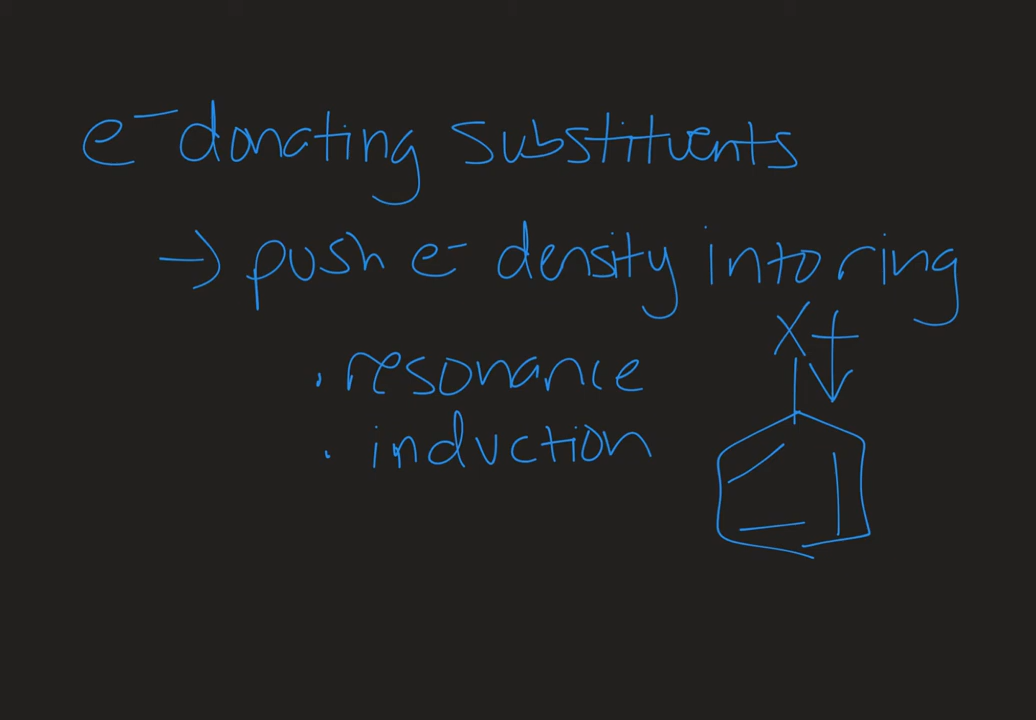 e⁻ donating substituents
→ push e⁻ density into ring
· resonance
· induction
X